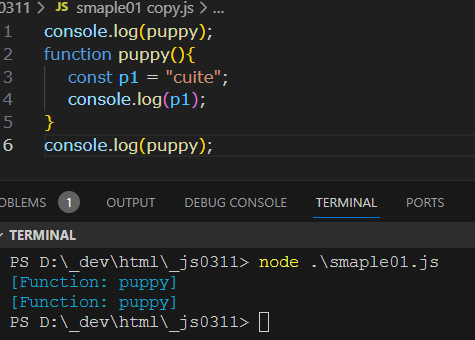 0311 > JS smaple01 copy.js > ...
1 console.log(puppy);
2 function puppy(){
3 const p1 = "cuite";
4 console.log(p1);
5 }
6 console.log(puppy);
OBLEMS 1 OUTPUT DEBUG CONSOLE TERMINAL PORTS
TERMINAL
PS D:\_dev\html\_js0311> node .\smaple01.js
[Function: puppy]
[Function: puppy]
PS D:\_dev\html\_js0311>